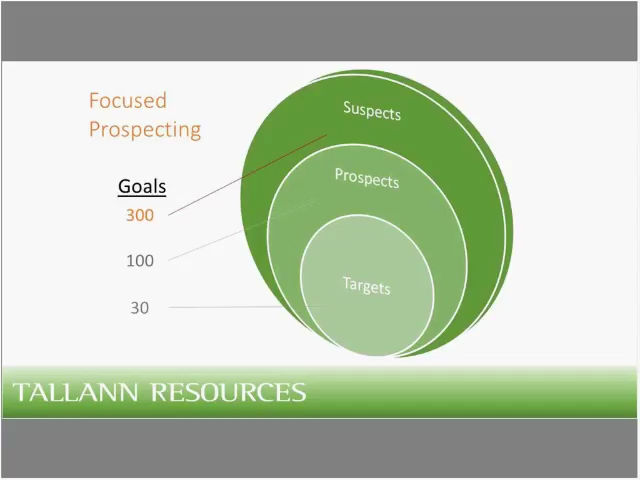 Focused
Prospecting
Goals
300
100
30
Suspects
Prospects
Targets
TALLANN RESOURCES